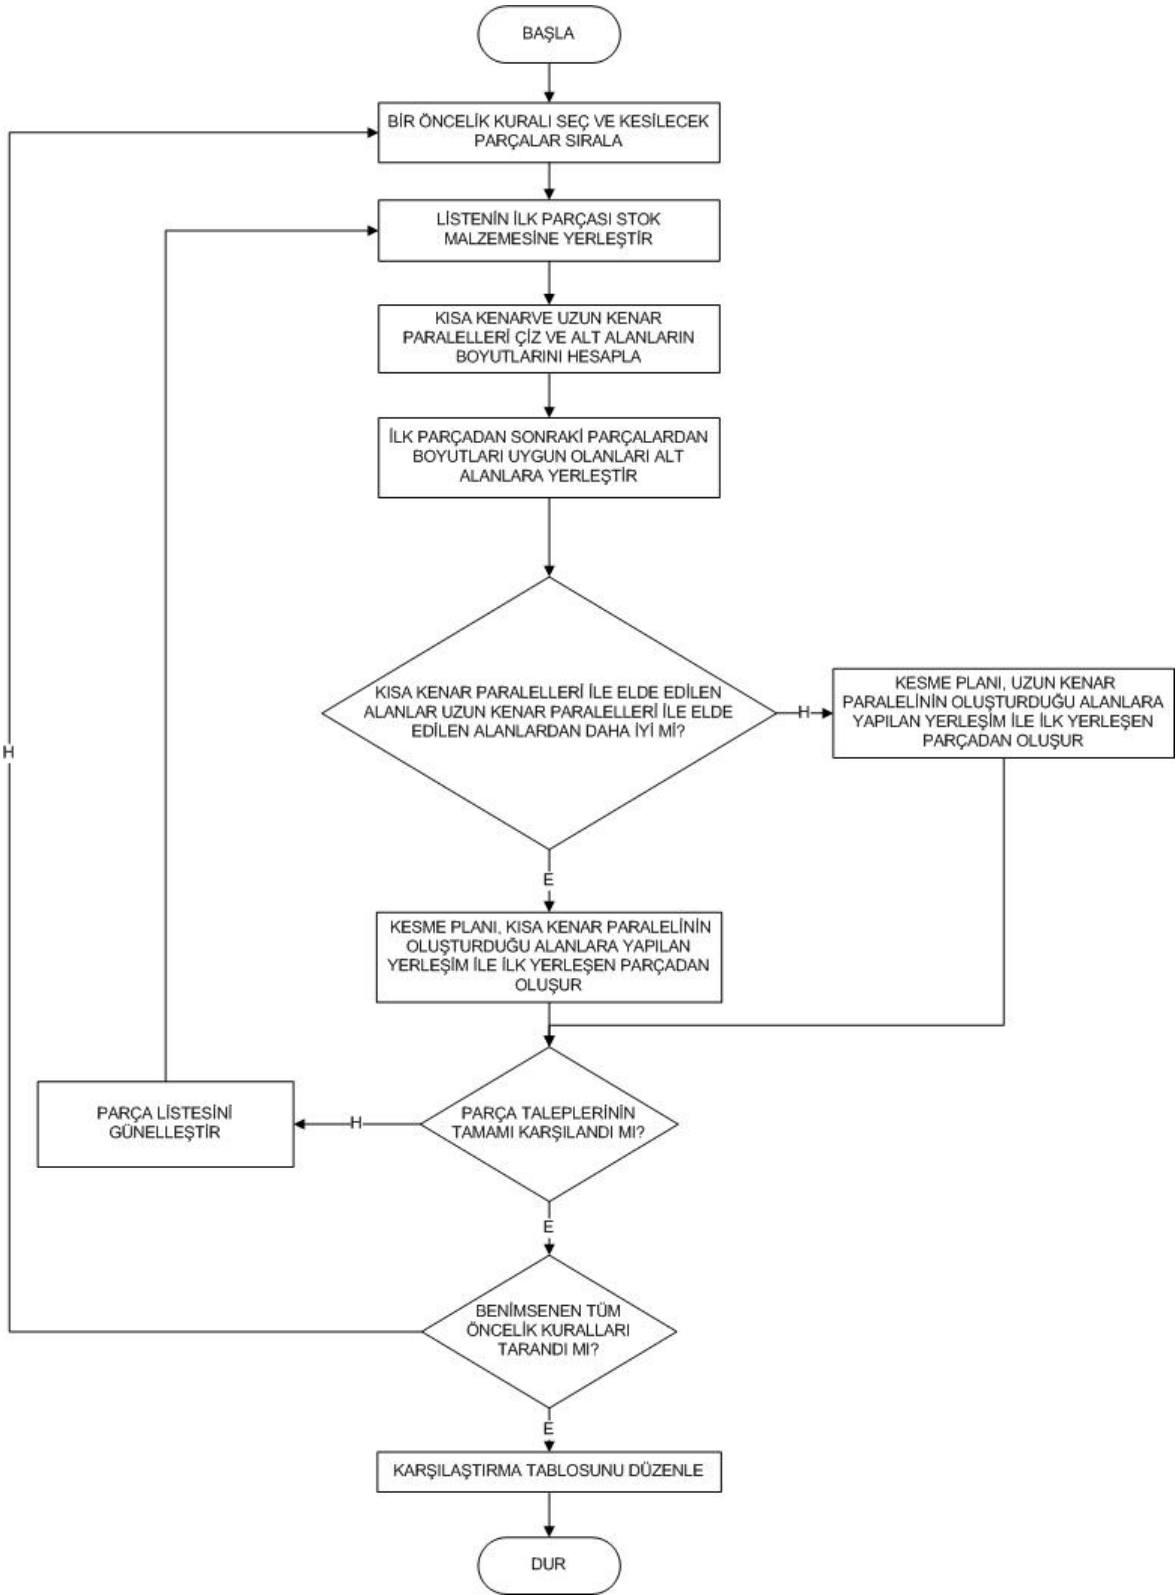 BAŞLA
BİR ÖNCELİK KURALI SEÇ VE KESİLECEK
PARÇALAR SIRALA
LİSTENİN İLK PARÇASI STOK
MALZEMESİNE YERLEŞTİR
KISA KENARVE UZUN KENAR
PARALELLERİ ÇİZ VE ALT ALANLARIN
BOYUTLARINI HESAPLA
İLK PARÇADAN SONRAKİ PARÇALARDAN
BOYUTLARI UYGUN OLANLARI ALT
ALANLARA YERLEŞTİR
KISA KENAR PARALELLERİ İLE ELDE EDİLEN
ALANLAR UZUN KENAR PARALELLERİ İLE ELDE
EDİLEN ALANLARDAN DAHA İYİ Mİ?
H
KESME PLANI, UZUN KENAR
PARALELİNİN OLUŞTURDUĞU ALANLARA
YAPILAN YERLEŞİM İLE İLK YERLEŞEN
PARÇADAN OLUŞUR
H
E
KESME PLANI, KISA KENAR PARALELİNİN
OLUŞTURDUĞU ALANLARA YAPILAN
YERLEŞİM İLE İLK YERLEŞEN PARÇADAN
OLUŞUR
PARÇA TALEPLERİNİN
TAMAMI KARŞILANDI MI?
H
PARÇA LİSTESİNİ
GÜNELLEŞTİR
E
BENİMSENEN TÜM
ÖNCELİK KURALLARI
TARANDI MI?
E
KARŞILAŞTIRMA TABLOSUNU DÜZENLE
DUR